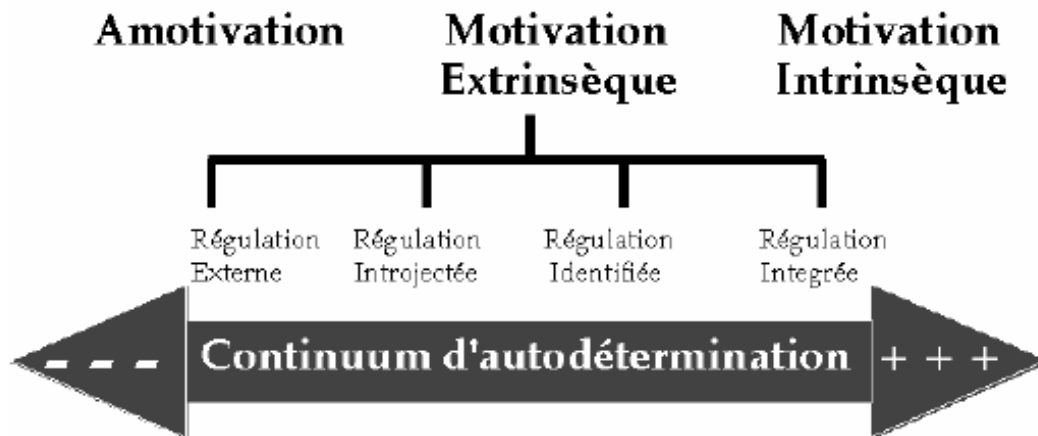 Amotivation
Motivation
Extrinsèque
Motivation
Intrinsèque
Régulation
Externe
Régulation
Introjectée
Régulation
Identifiée
Régulation
Integrée
- - - Continuum d'autodétermination + + +